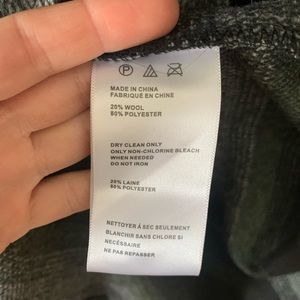 P
MADE IN CHINA
FABRIQUÉ EN CHINE
20% WOOL
80% POLYESTER
DRY CLEAN ONLY
ONLY NON-CHLORINE BLEACH
WHEN NEEDED
DO NOT IRON
20% LAINE
80% POLYESTER
NETTOYER À SEC SEULEMENT
BLANCHIR SANS CHLORE SI
NÉCESSAIRE
NE PAS REPASSER